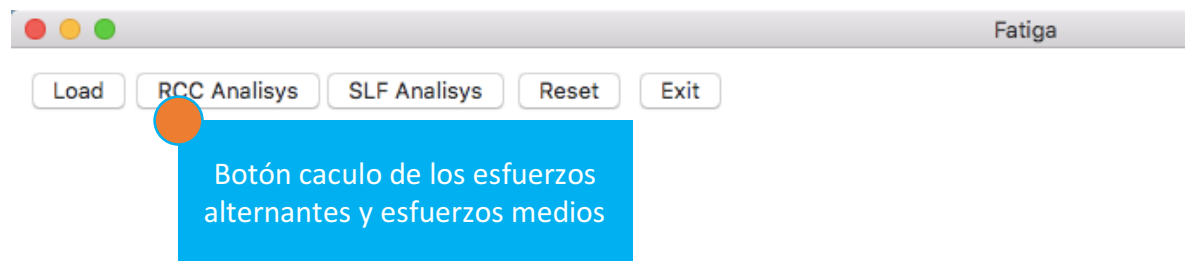 Fatiga
Load RCC Analisys SLF Analisys Reset Exit
Botón caculo de los esfuerzos
alternantes y esfuerzos medios